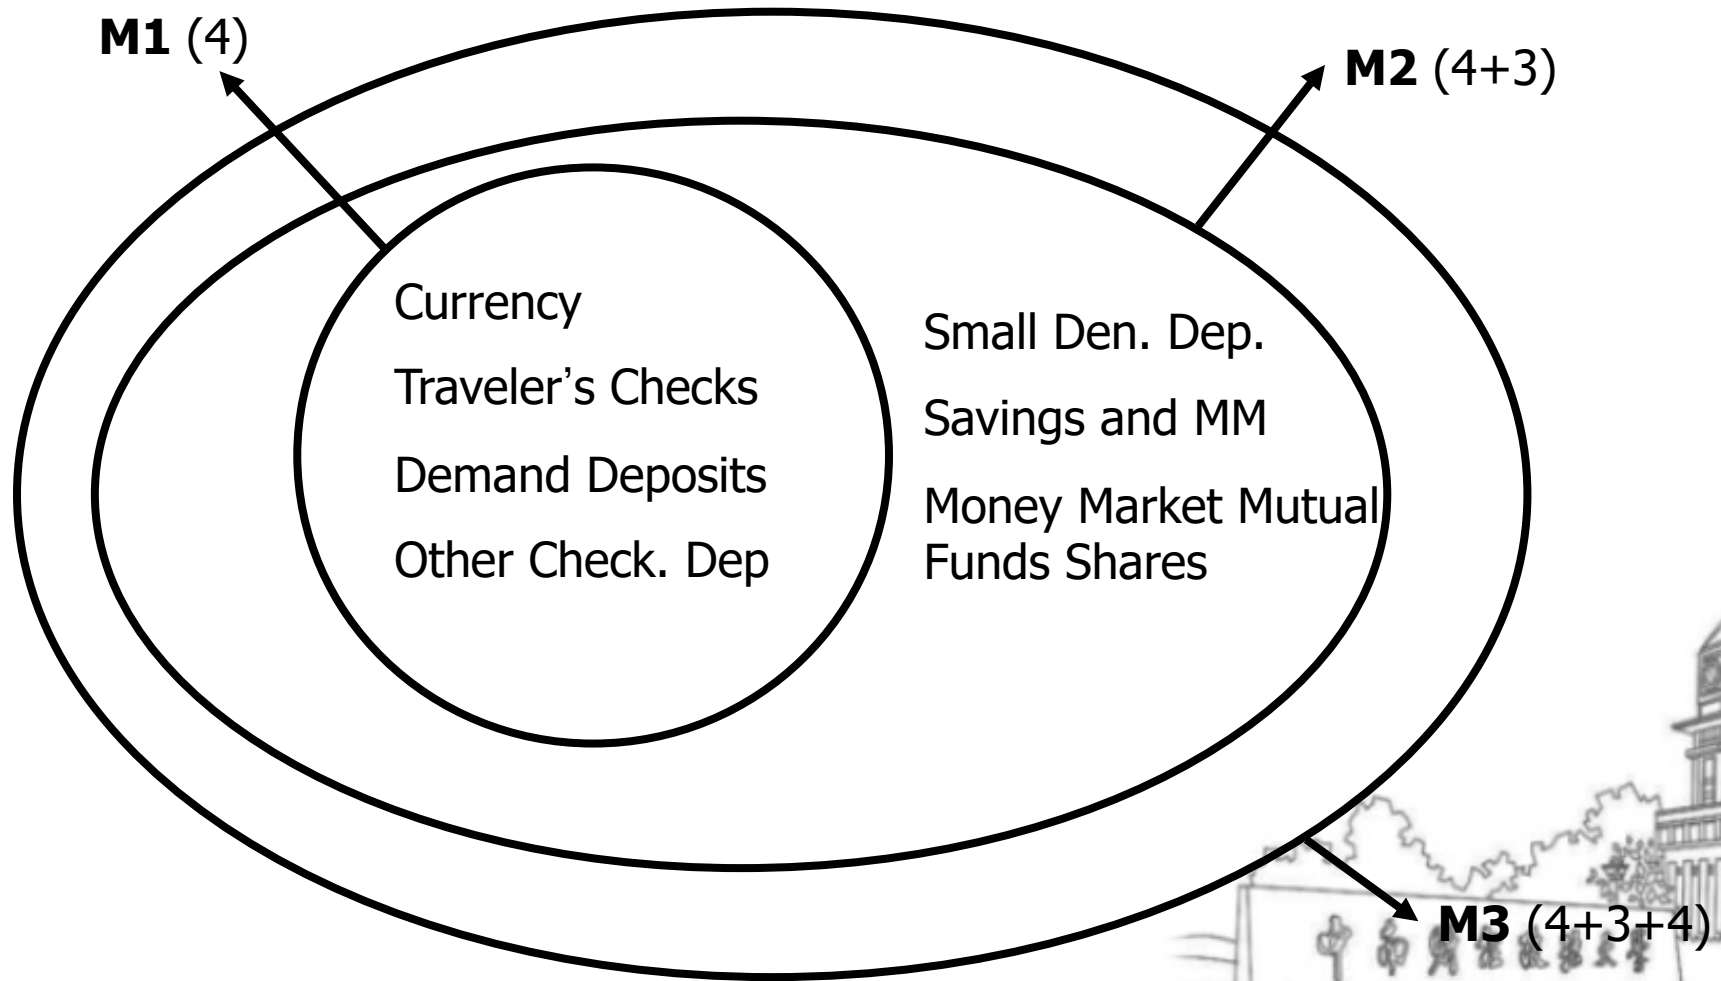 M1 (4)
M2 (4+3)
Currency
Traveler’s Checks
Demand Deposits
Other Check. Dep
Small Den. Dep.
Savings and MM
Money Market Mutual
Funds Shares
M3 (4+3+4)